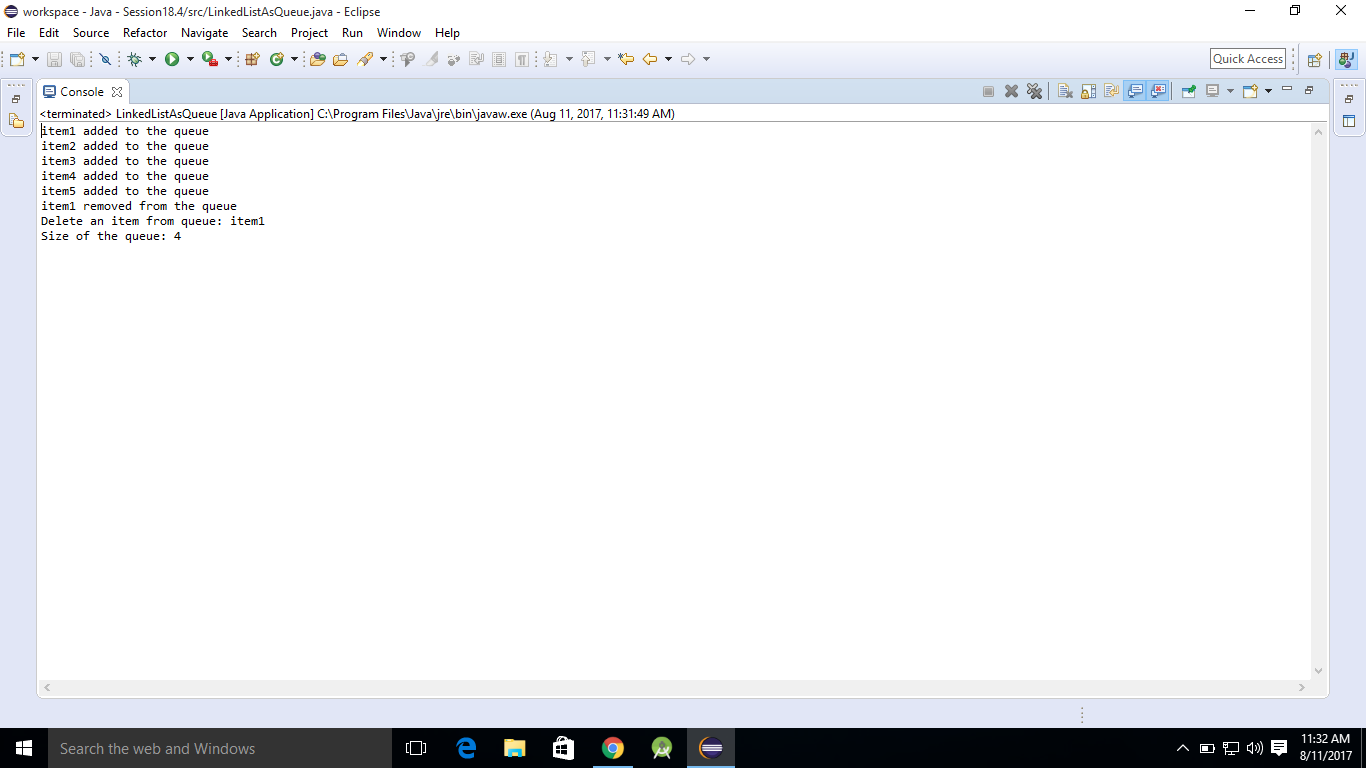 workspace - Java - Session18.4/src/LinkedListAsQueue.java - Eclipse
File Edit Source Refactor Navigate Search Project Run Window Help
Quick Access
Console
<terminated> LinkedListAsQueue [Java Application] C:\Program Files\Java\jre\bin\javaw.exe (Aug 11, 2017, 11:31:49 AM)
item1 added to the queue
item2 added to the queue
item3 added to the queue
item4 added to the queue
item5 added to the queue
item1 removed from the queue
Delete an item from queue: item1
Size of the queue: 4
Search the web and Windows
11:32 AM
8/11/2017